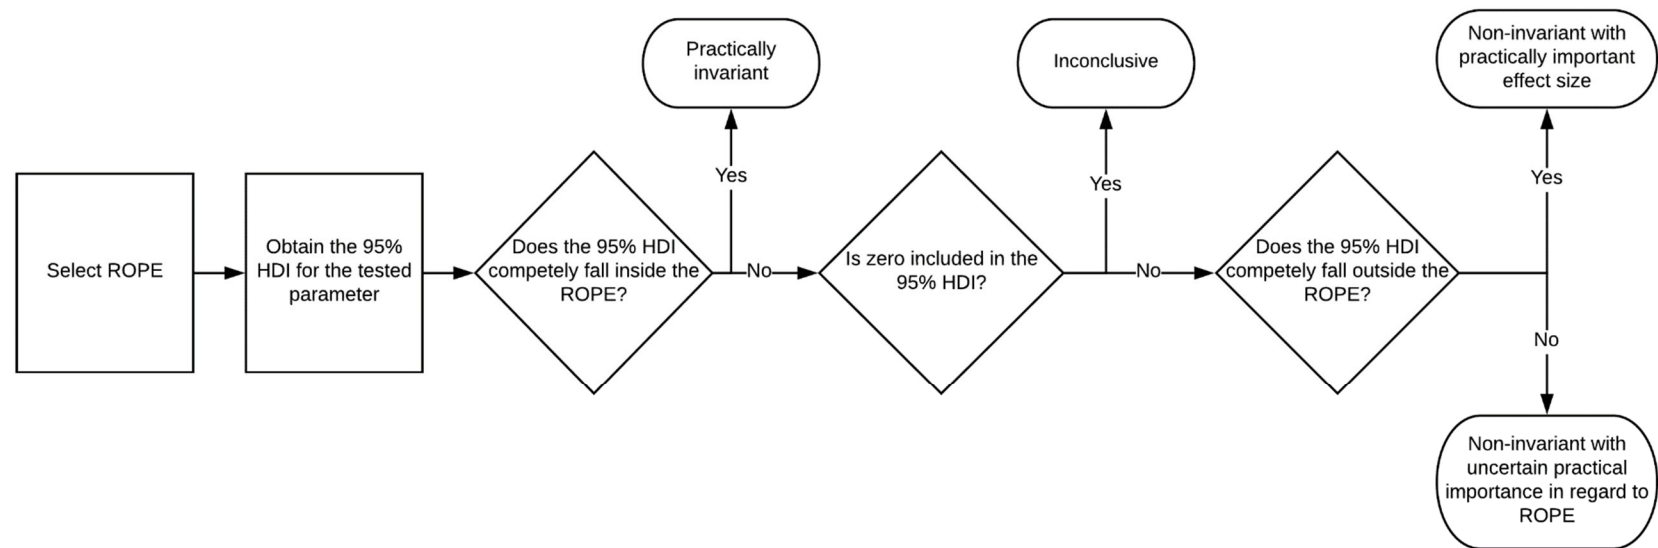 Select ROPE
Obtain the 95%
HDI for the tested
parameter
Does the 95% HDI
competely fall inside the
ROPE?
Yes
Practically
invariant
No
Is zero included in the
95% HDI?
Yes
Inconclusive
No
Does the 95% HDI
competely fall outside the
ROPE?
Yes
Non-invariant with
practically important
effect size
No
Non-invariant with
uncertain practical
importance in regard to
ROPE